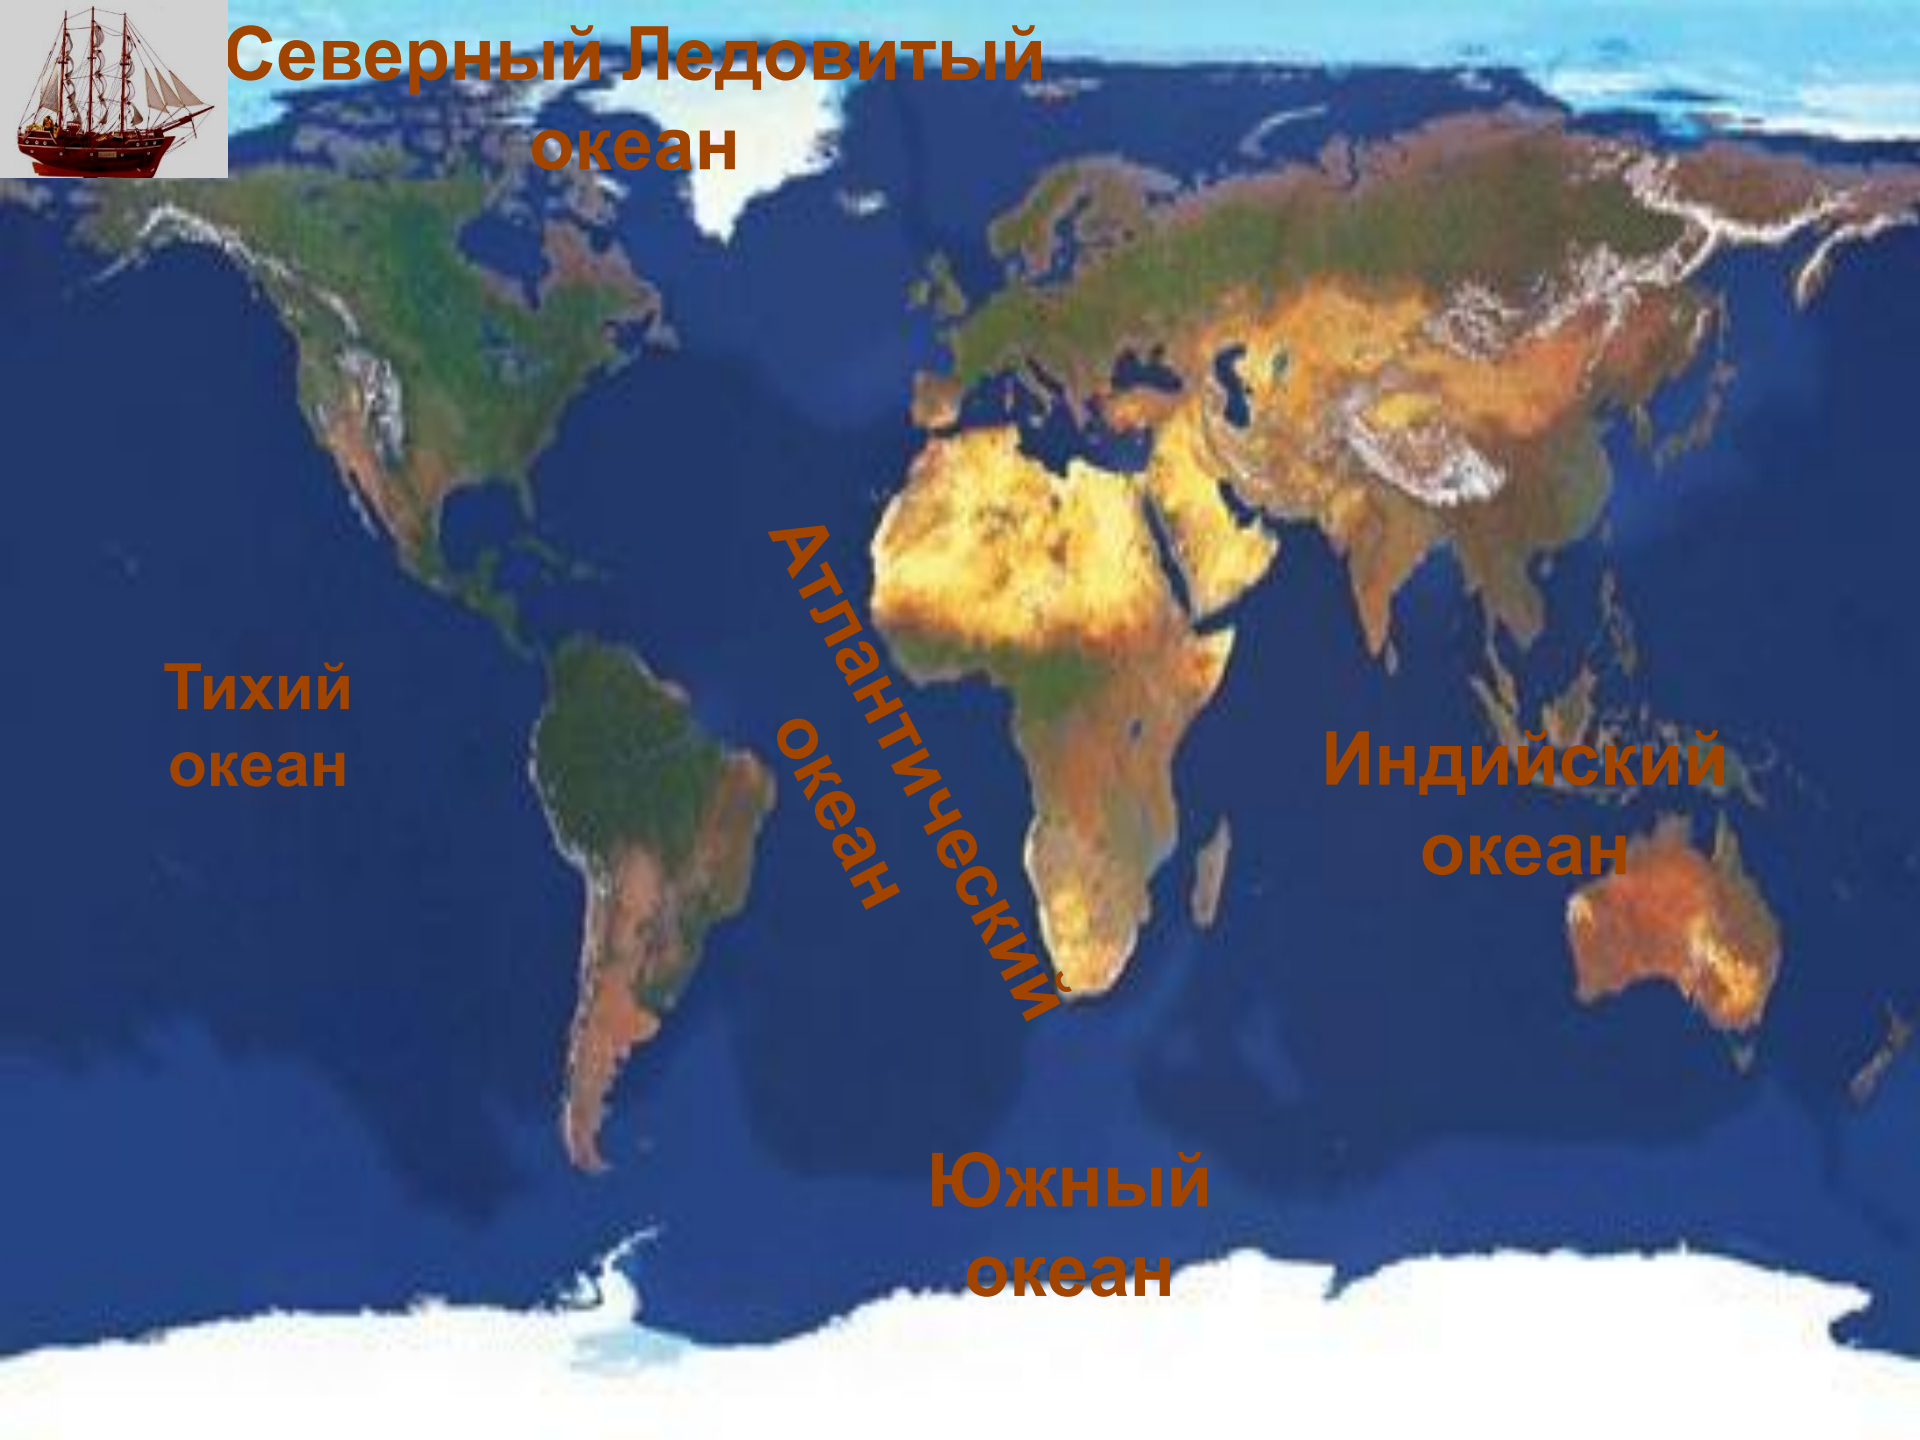 Северный Ледовитый
океан
Тихий
океан
Атлантический
океан
Индийский
океан
Южный
океан